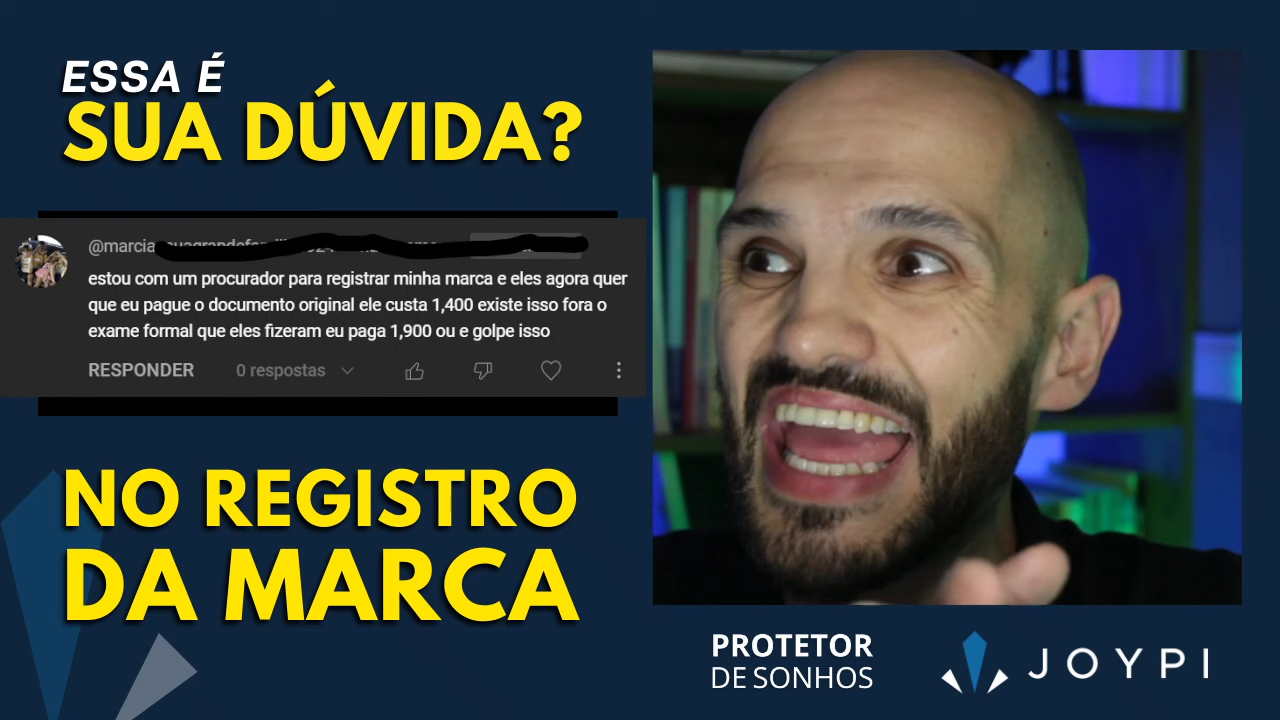 ESSA É
SUA DÚVIDA?
@marcia
estou com um procurador para registrar minha marca e eles agora quer
que eu pague o documento original ele custa 1,400 existe isso fora o
exame formal que eles fizeram eu paga 1,900 ou e golpe isso
RESPONDER 0 respostas
NO REGISTRO
DA MARCA
PROTETOR
DE SONHOS
JOYPI